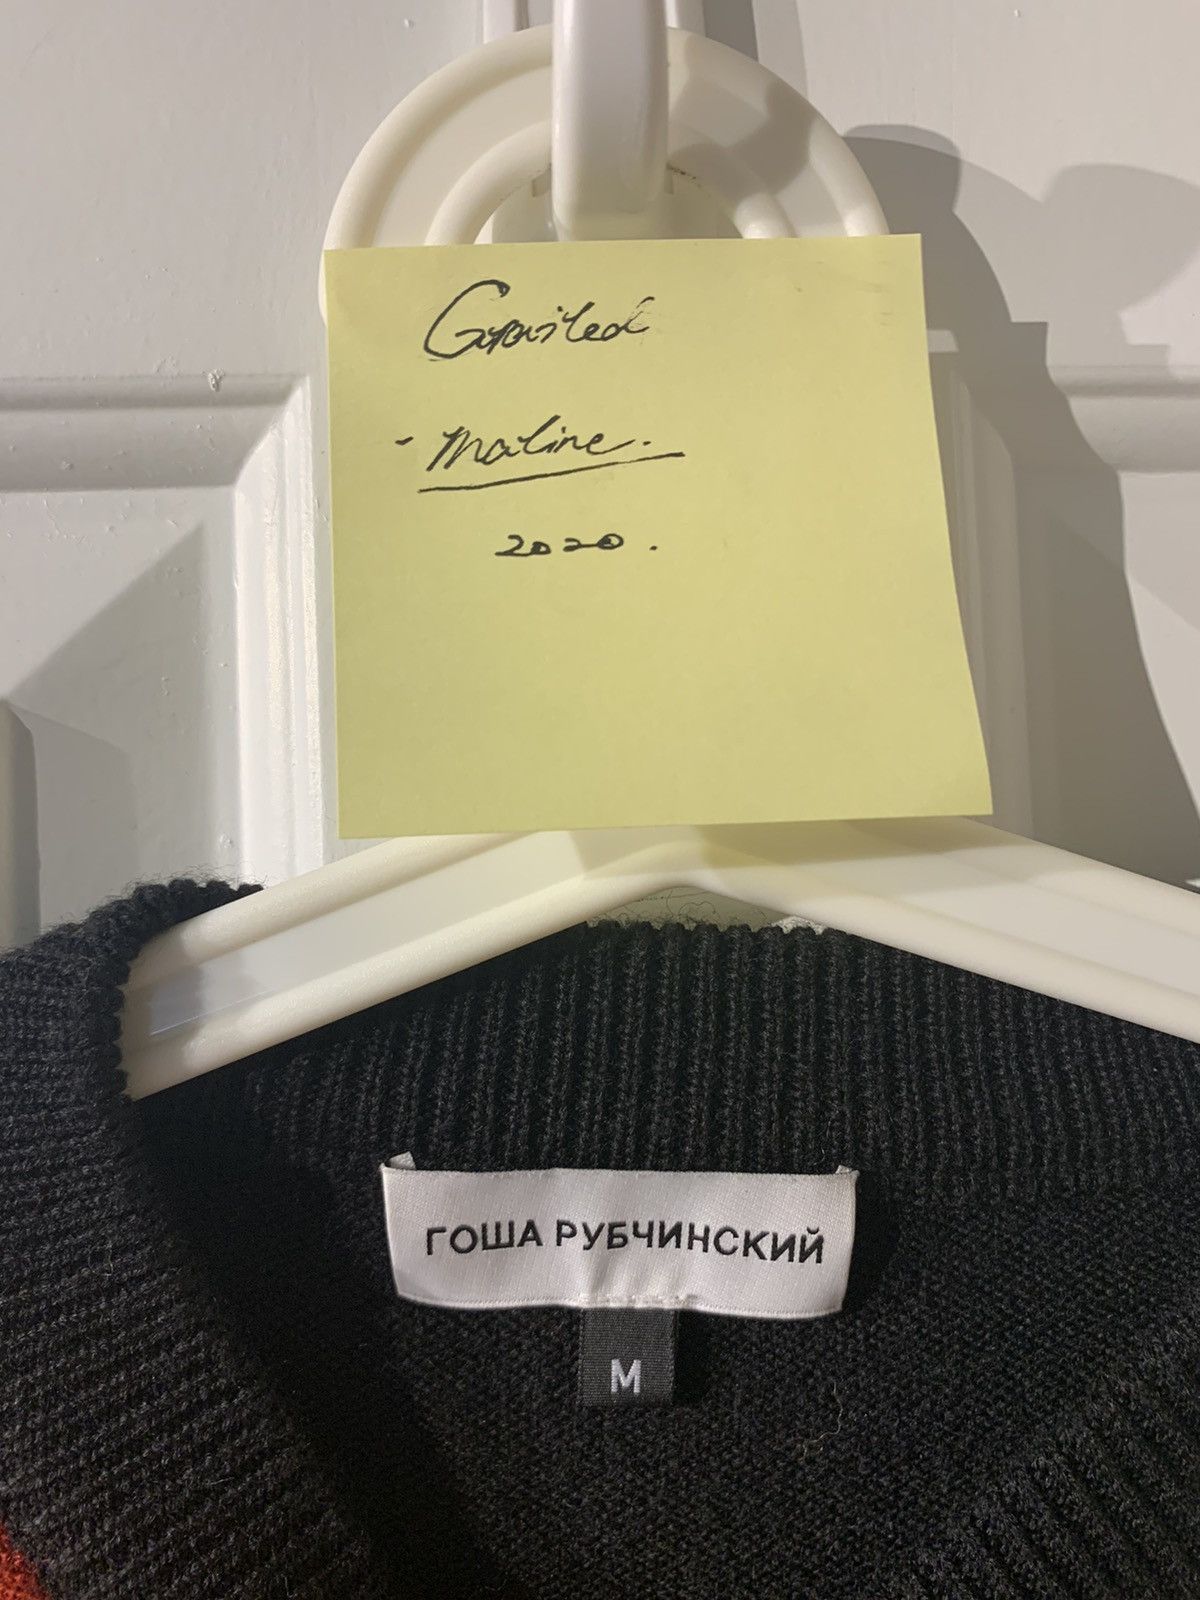 Grailed
- maline.
2020.
ГОША РУБЧИНСКИЙ
M